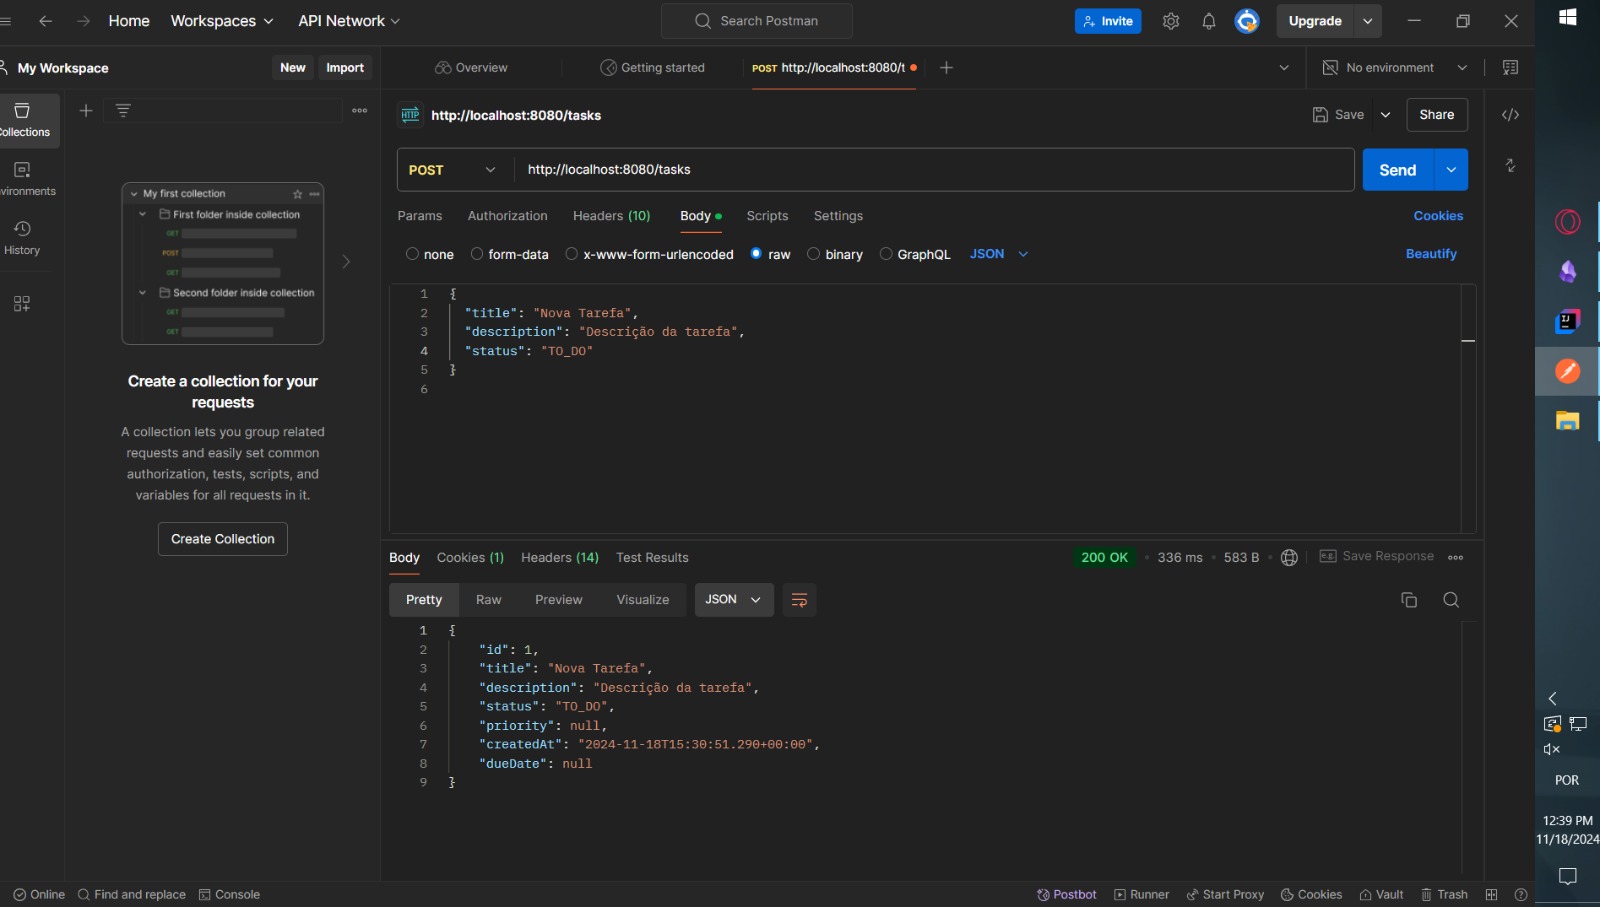 Home Workspaces API Network Search Postman Invite Upgrade
My Workspace New Import Overview Getting started POST http://localhost:8080/t No environment
Collections
HTTP http://localhost:8080/tasks Save Share
POST http://localhost:8080/tasks Send
Params Authorization Headers (10) Body Scripts Settings Cookies
none form-data x-www-form-urlencoded raw binary GraphQL JSON Beautify
1 {
2 "title": "Nova Tarefa",
3 "description": "Descrição da tarefa",
4 "status": "TO_DO"
5 }
6
vironments
History
My first collection
First folder inside collection
GET
POST
GET
Second folder inside collection
GET
GET
Create a collection for your
requests
A collection lets you group related
requests and easily set common
authorization, tests, scripts, and
variables for all requests in it.
Create Collection
Body Cookies (1) Headers (14) Test Results 200 OK 336 ms 583 B e.g. Save Response
Pretty Raw Preview Visualize JSON
1 {
2 "id": 1,
3 "title": "Nova Tarefa",
4 "description": "Descrição da tarefa",
5 "status": "TO_DO",
6 "priority": null,
7 "createdAt": "2024-11-18T15:30:51.290+00:00",
8 "dueDate": null
9 }
Online Find and replace Console Postbot Runner Start Proxy Cookies Vault Trash
IJ
POR
12:39 PM
11/18/2024